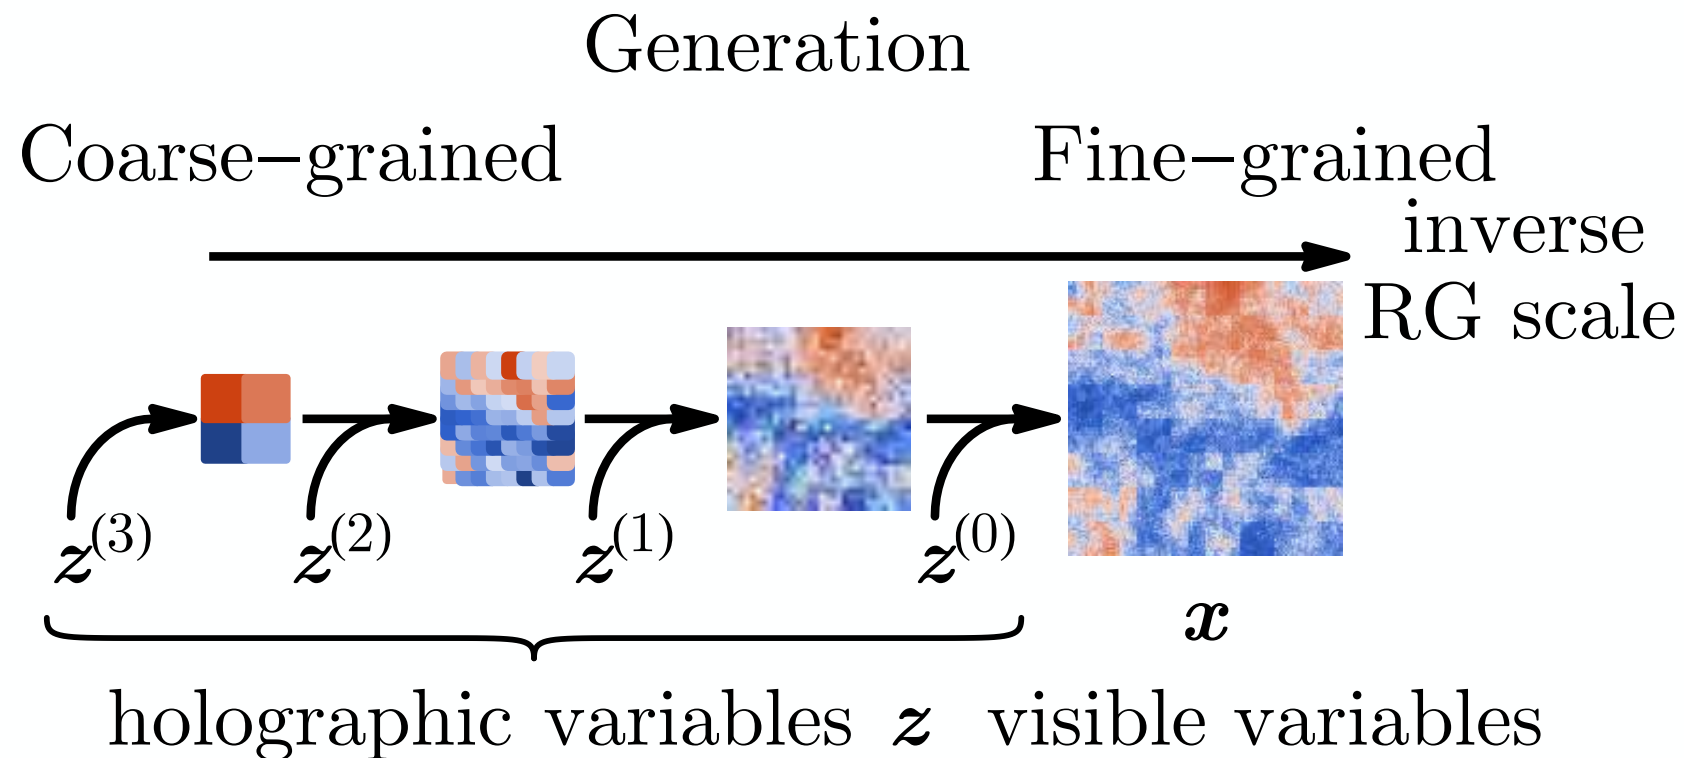 Generation
Coarse–grained
Fine–grained
inverse
RG scale
z^(3)
z^(2)
z^(1)
z^(0)
x
holographic variables z
visible variables